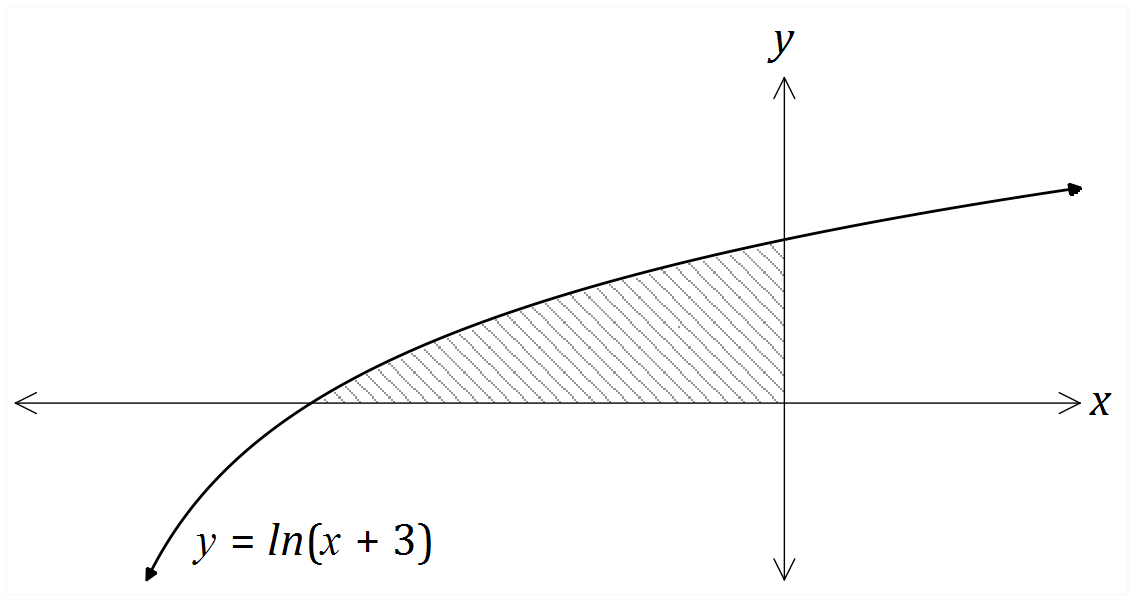 y
x
y = ln(x + 3)